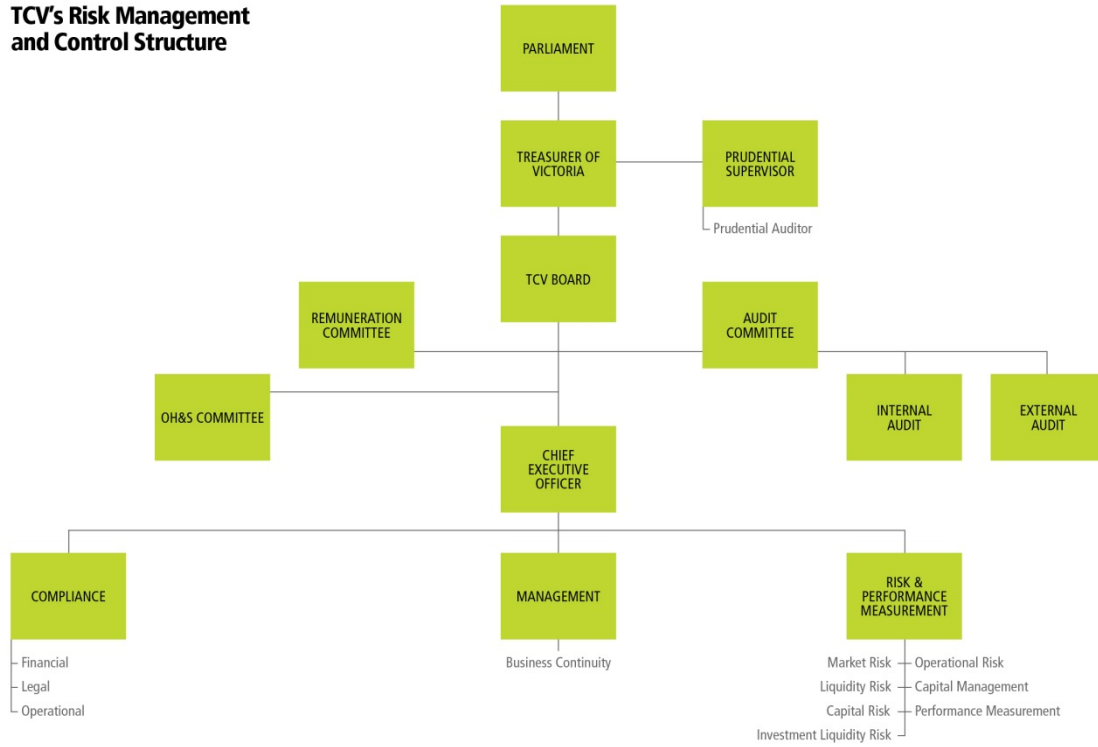 TCV's Risk Management
and Control Structure
PARLIAMENT
TREASURER OF
VICTORIA
PRUDENTIAL
SUPERVISOR
Prudential Auditor
TCV BOARD
REMUNERATION
COMMITTEE
AUDIT
COMMITTEE
OH&S COMMITTEE
INTERNAL
AUDIT
EXTERNAL
AUDIT
CHIEF
EXECUTIVE
OFFICER
COMPLIANCE
Financial
Legal
Operational
MANAGEMENT
Business Continuity
RISK &
PERFORMANCE
MEASUREMENT
Market Risk
Liquidity Risk
Capital Risk
Investment Liquidity Risk
Operational Risk
Capital Management
Performance Measurement